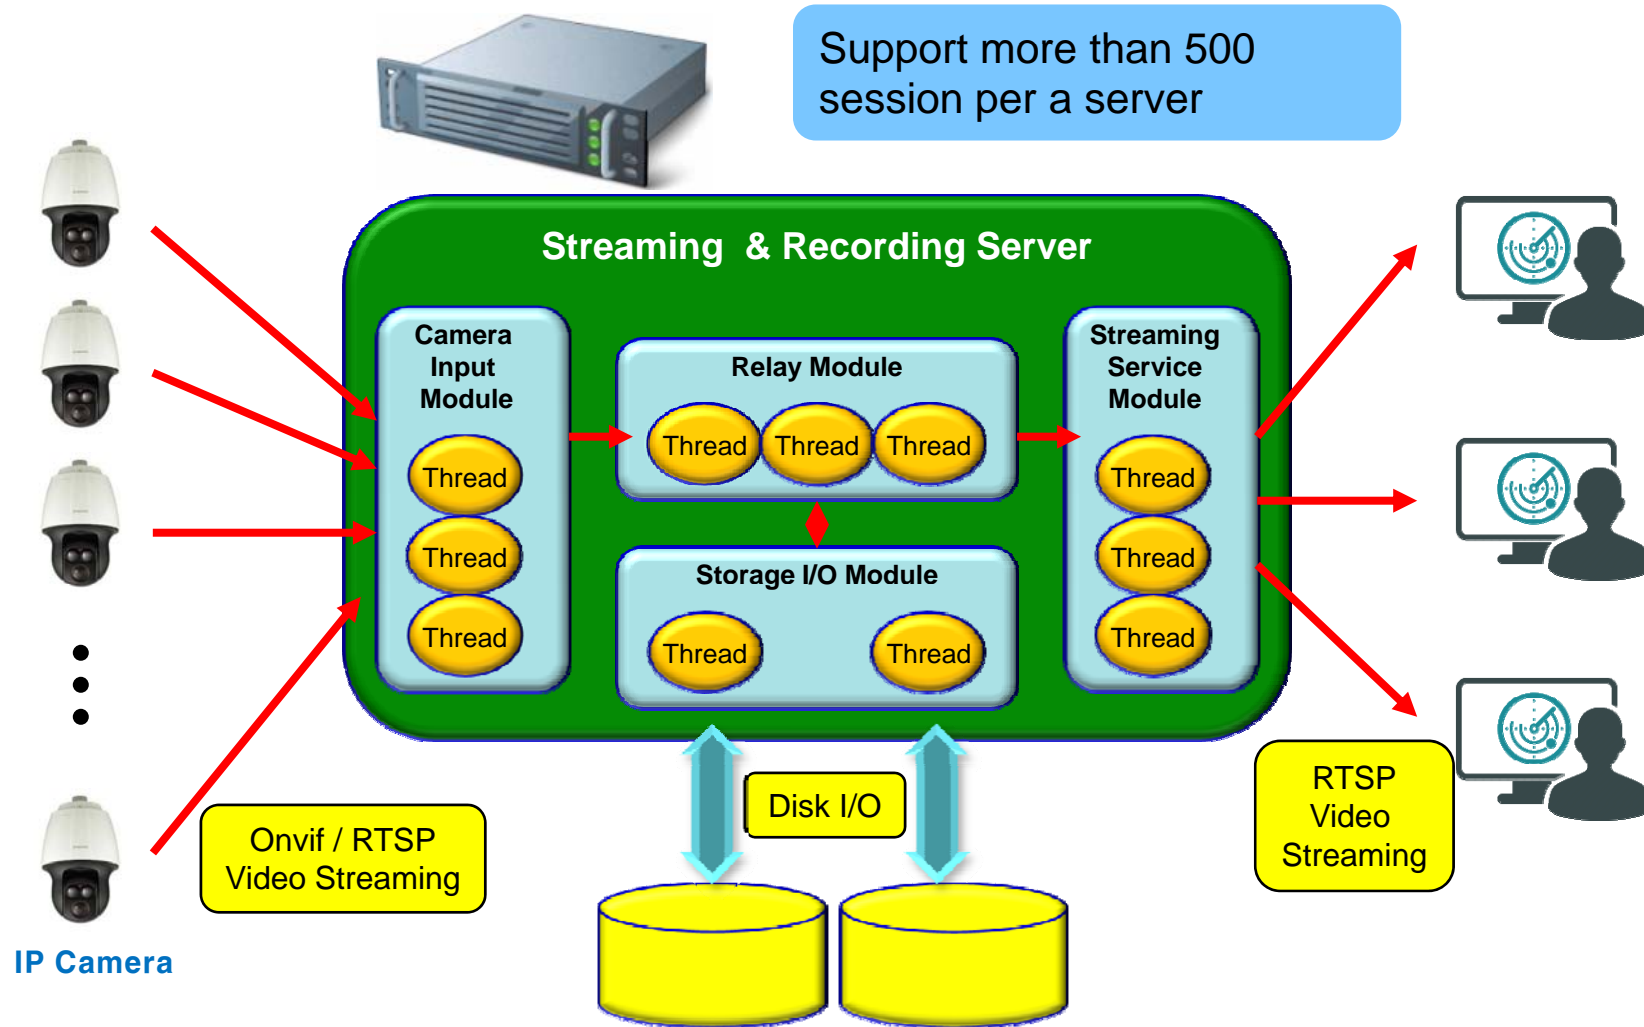 Support more than 500
session per a server
Streaming & Recording Server
Camera
Input
Module
Thread
Thread
Thread
Relay Module
Thread
Thread
Thread
Storage I/O Module
Thread
Thread
Streaming
Service
Module
Thread
Thread
Thread
Disk I/O
Onvif / RTSP
Video Streaming
RTSP
Video
Streaming
IP Camera